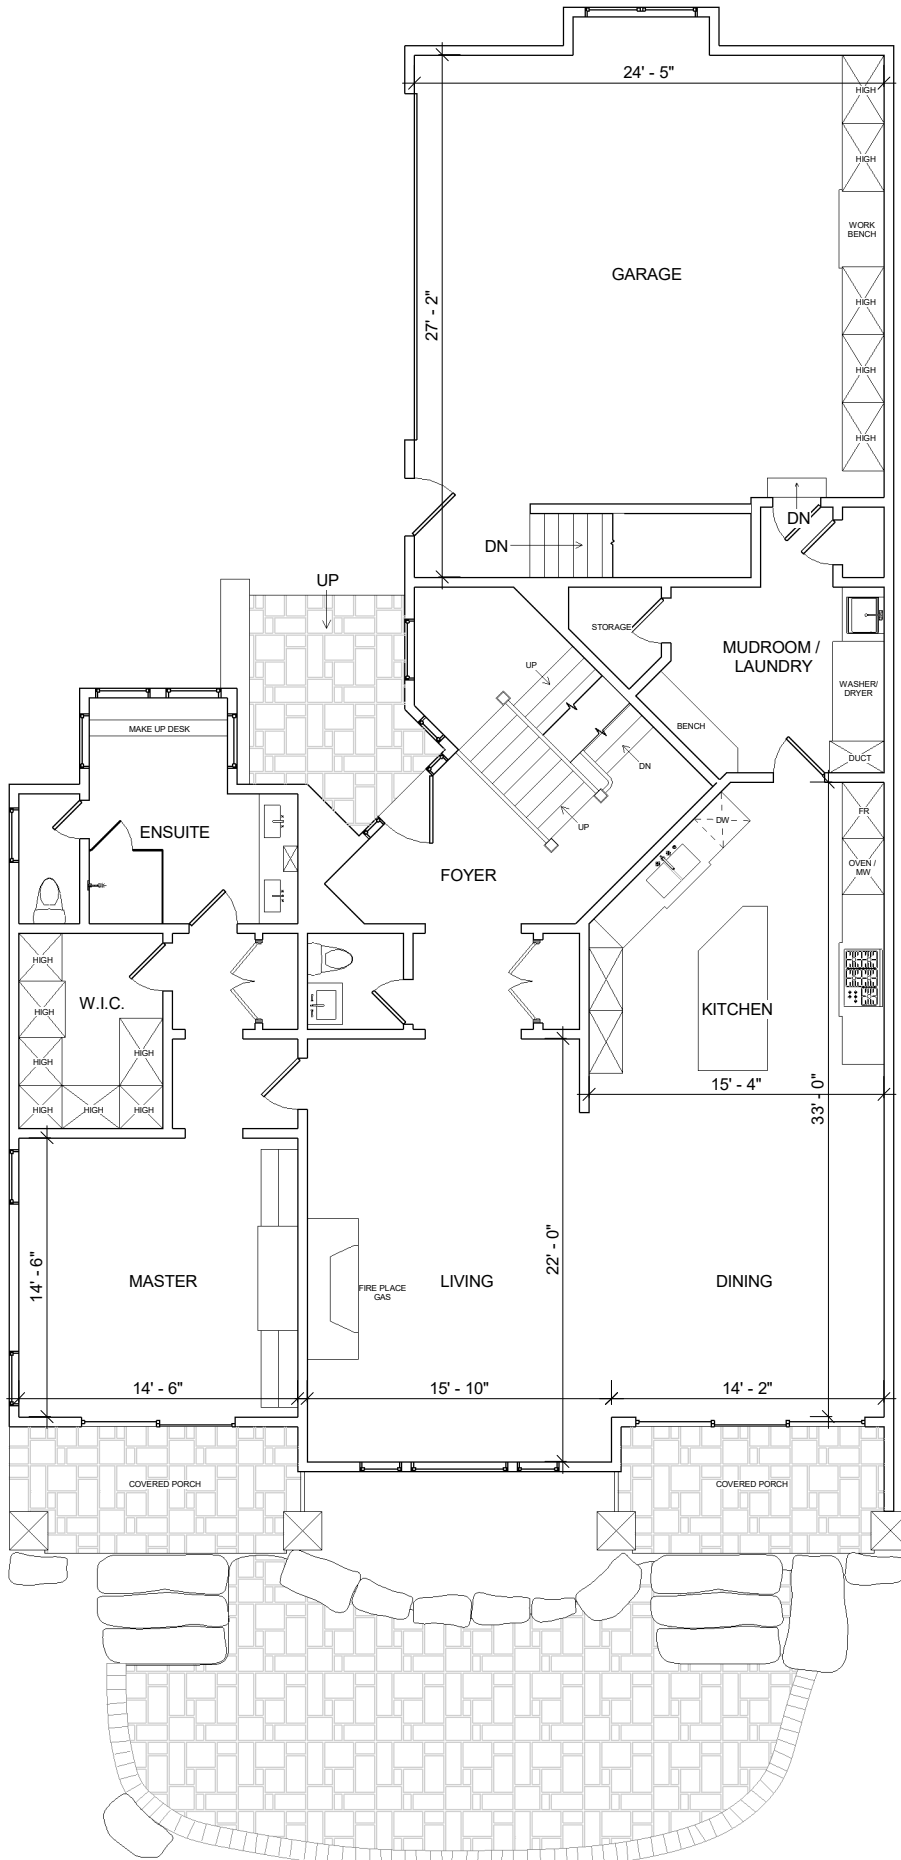 24' - 5"
HIGH
HIGH
WORK
BENCH
GARAGE
HIGH
27' - 2"
HIGH
HIGH
DN
DN
UP
STORAGE
MUDROOM /
LAUNDRY
UP
WASHER/
DRYER
MAKE UP DESK
BENCH
DUCT
DN
UP
DW
FR
ENSUITE
OVEN /
MW
FOYER
HIGH
W.I.C.
HIGH
KITCHEN
HIGH
HIGH
15' - 4"
33' - 0"
HIGH
HIGH
HIGH
14' - 6"
22' - 0"
MASTER
LIVING
DINING
FIRE PLACE
GAS
14' - 6"
15' - 10"
14' - 2"
COVERED PORCH
COVERED PORCH